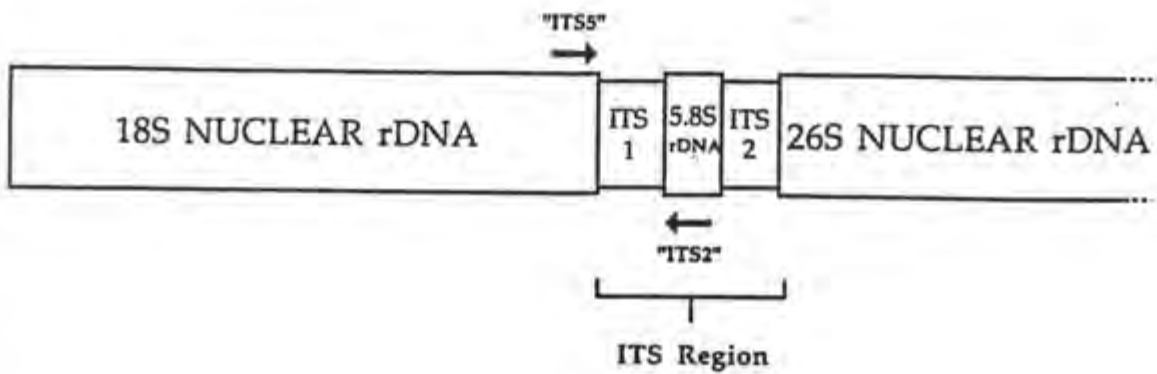 "ITS5"
18S NUCLEAR rDNA
ITS
1
5.8S
rDNA
ITS
2
26S NUCLEAR rDNA
"ITS2"
ITS Region